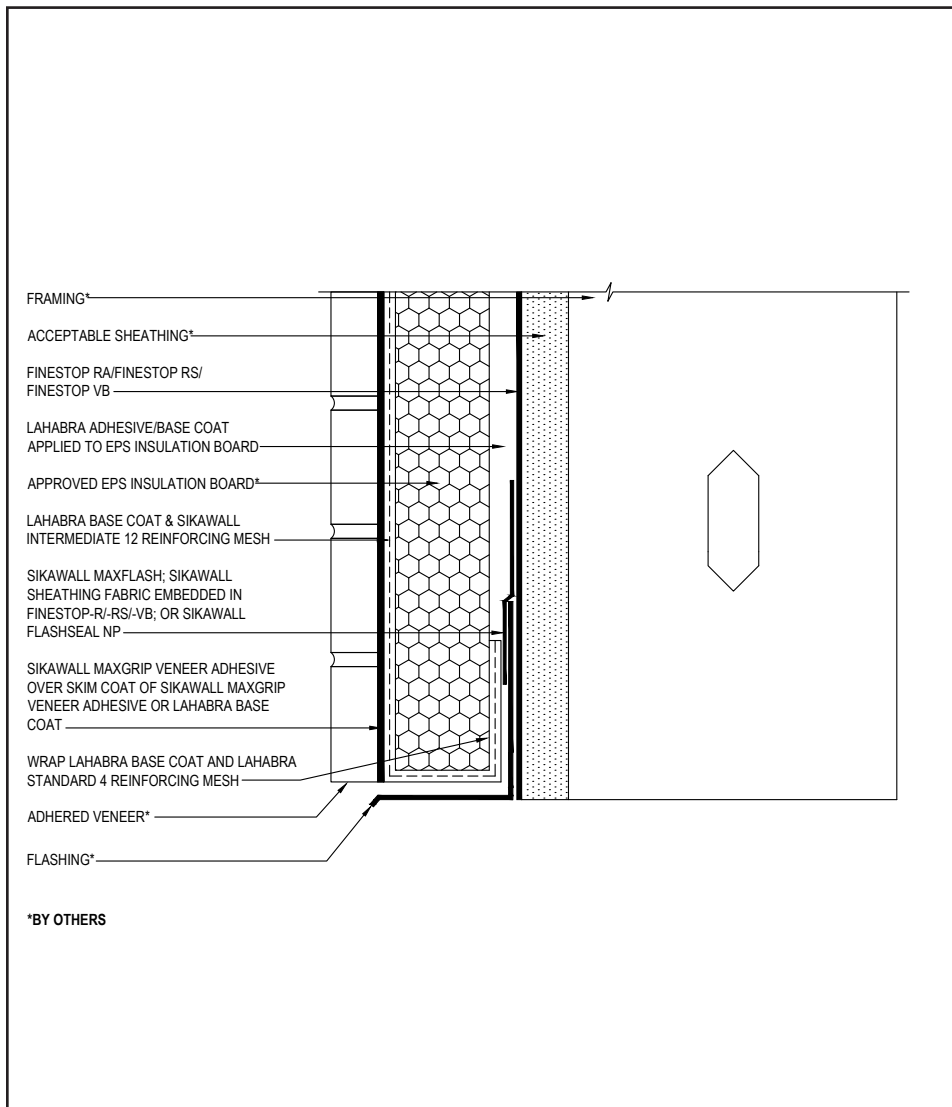 FRAMING*
ACCEPTABLE SHEATHING*
FINESTOP RA/FINESTOP RS/
FINESTOP VB
LAHABRA ADHESIVE/BASE COAT
APPLIED TO EPS INSULATION BOARD
APPROVED EPS INSULATION BOARD*
LAHABRA BASE COAT & SIKAWALL
INTERMEDIATE 12 REINFORCING MESH
SIKAWALL MAXFLASH; SIKAWALL
SHEATHING FABRIC EMBEDDED IN
FINESTOP-R/-RS/-VB; OR SIKAWALL
FLASHSEAL NP
SIKAWALL MAXGRIP VENEER ADHESIVE
OVER SKIM COAT OF SIKAWALL MAXGRIP
VENEER ADHESIVE OR LAHABRA BASE
COAT
WRAP LAHABRA BASE COAT AND LAHABRA
STANDARD 4 REINFORCING MESH
ADHERED VENEER*
FLASHING*
*BY OTHERS